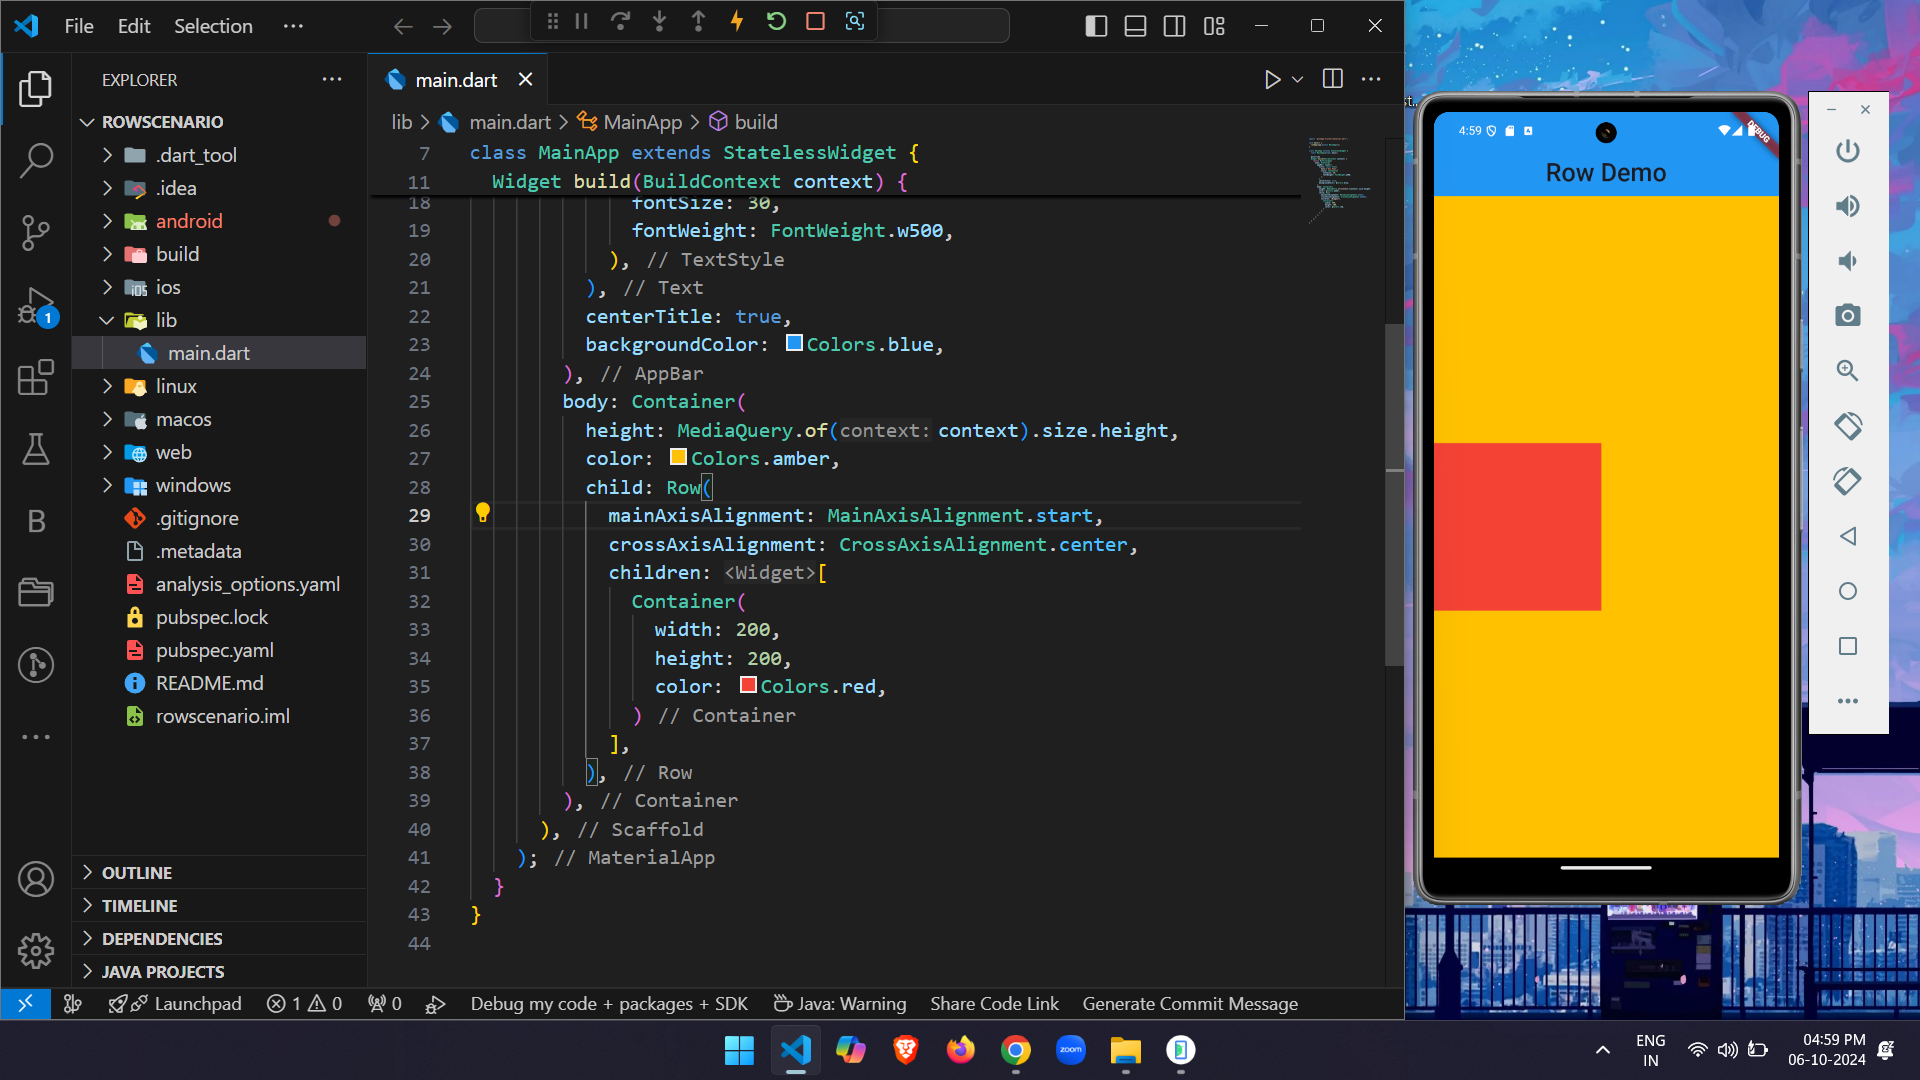 File Edit Selection ···
EXPLORER
ROWSCENARIO
.dart_tool
.idea
android
build
ios
lib
main.dart
linux
macos
web
windows
.gitignore
.metadata
analysis_options.yaml
pubspec.lock
pubspec.yaml
README.md
rowscenario.iml
OUTLINE
TIMELINE
DEPENDENCIES
JAVA PROJECTS
1
B
main.dart
lib > main.dart > MainApp > build
7 class MainApp extends StatelessWidget {
11 Widget build(BuildContext context) {
18 fontSize: 30,
19 fontWeight: FontWeight.w500,
20 ), // TextStyle
21 ), // Text
22 centerTitle: true,
23 backgroundColor: Colors.blue,
24 ), // AppBar
25 body: Container(
26 height: MediaQuery.of(context: context).size.height,
27 color: Colors.amber,
28 child: Row(
29 mainAxisAlignment: MainAxisAlignment.start,
30 crossAxisAlignment: CrossAxisAlignment.center,
31 children: <Widget>[
32 Container(
33 width: 200,
34 height: 200,
35 color: Colors.red,
36 ) // Container
37 ],
38 ), // Row
39 ), // Container
40 ), // Scaffold
41 ); // MaterialApp
42 }
43 }
44
Launchpad 1 0 0 Debug my code + packages + SDK Java: Warning Share Code Link Generate Commit Message
st..
4:59
DEBUG
Row Demo
zoom
ENG
IN
04:59 PM
06-10-2024